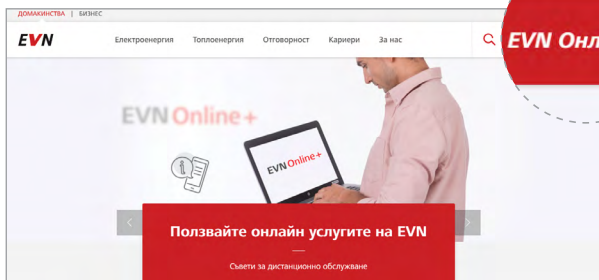 ДОМАКИНСТВА | БИЗНЕС
EVN
Електроенергия Топлоенергия Отговорност Кариери За нас
EVN Онл
EVN Online+
EVN Online+
Ползвайте онлайн услугите на EVN
Съвети за дистанционно обслужване